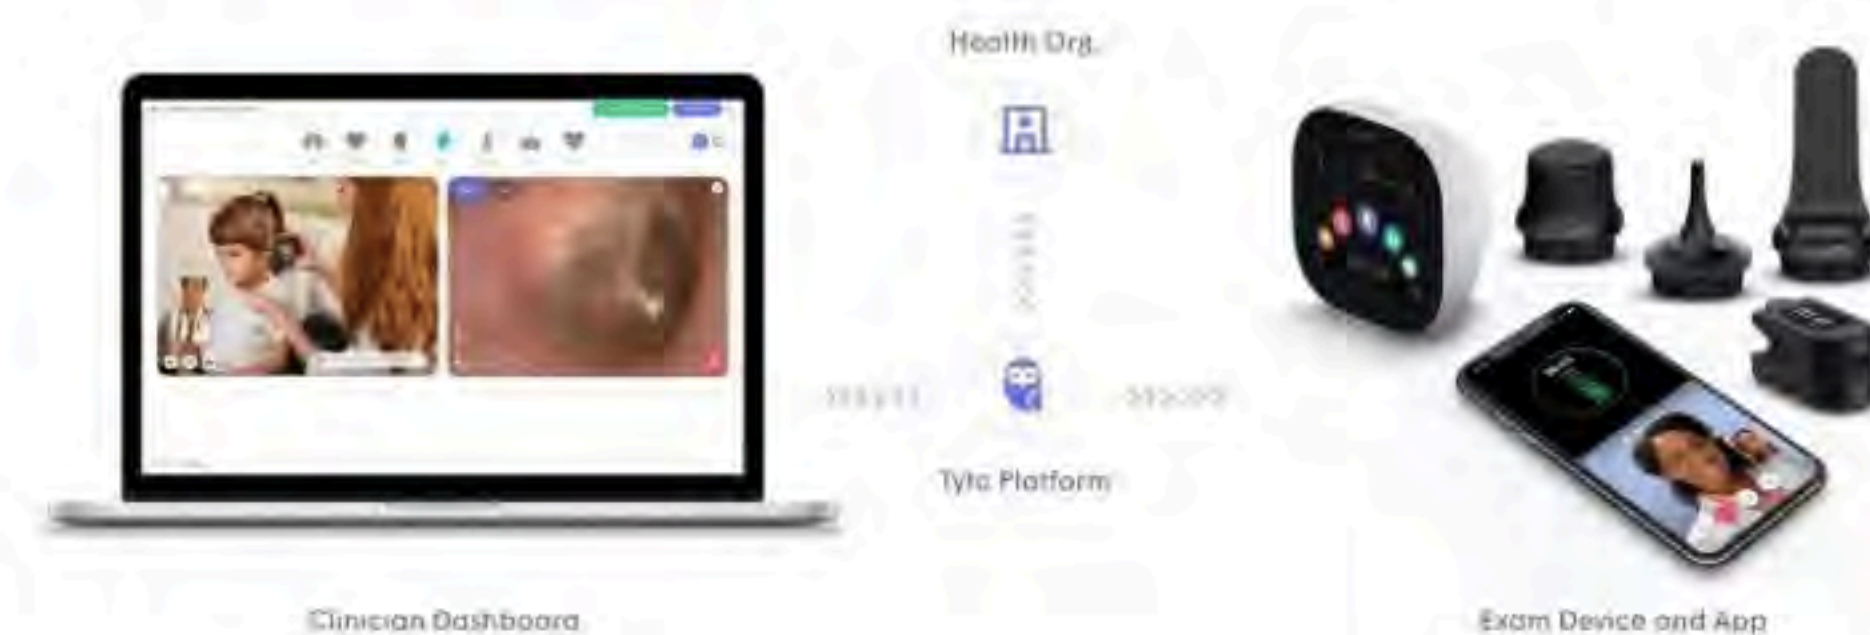 Health Org.
Tyto Platform
Clinician Dashboard
Exam Device and App